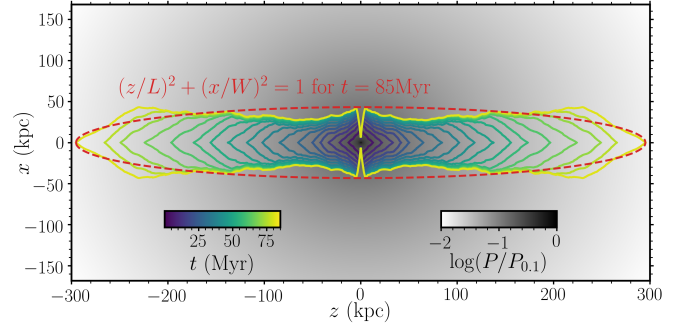 150
100
50
0
−50
−100
−150
x (kpc)
(z/L)² + (x/W)² = 1 for t = 85Myr
25 50 75
t (Myr)
−2 −1 0
log(P/P₀.₁)
−300 −200 −100 0 100 200 300
z (kpc)